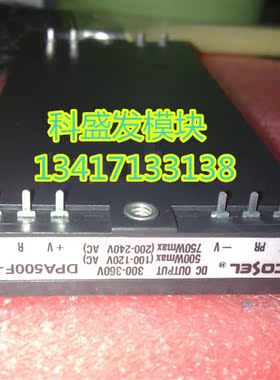 科盛发模块
13417133138
COSEL
DPA500F-
DC OUTPUT
300-360V
500Wmax (100-120V AC)
750Wmax (200-240V AC)
PR
-V
+V
R